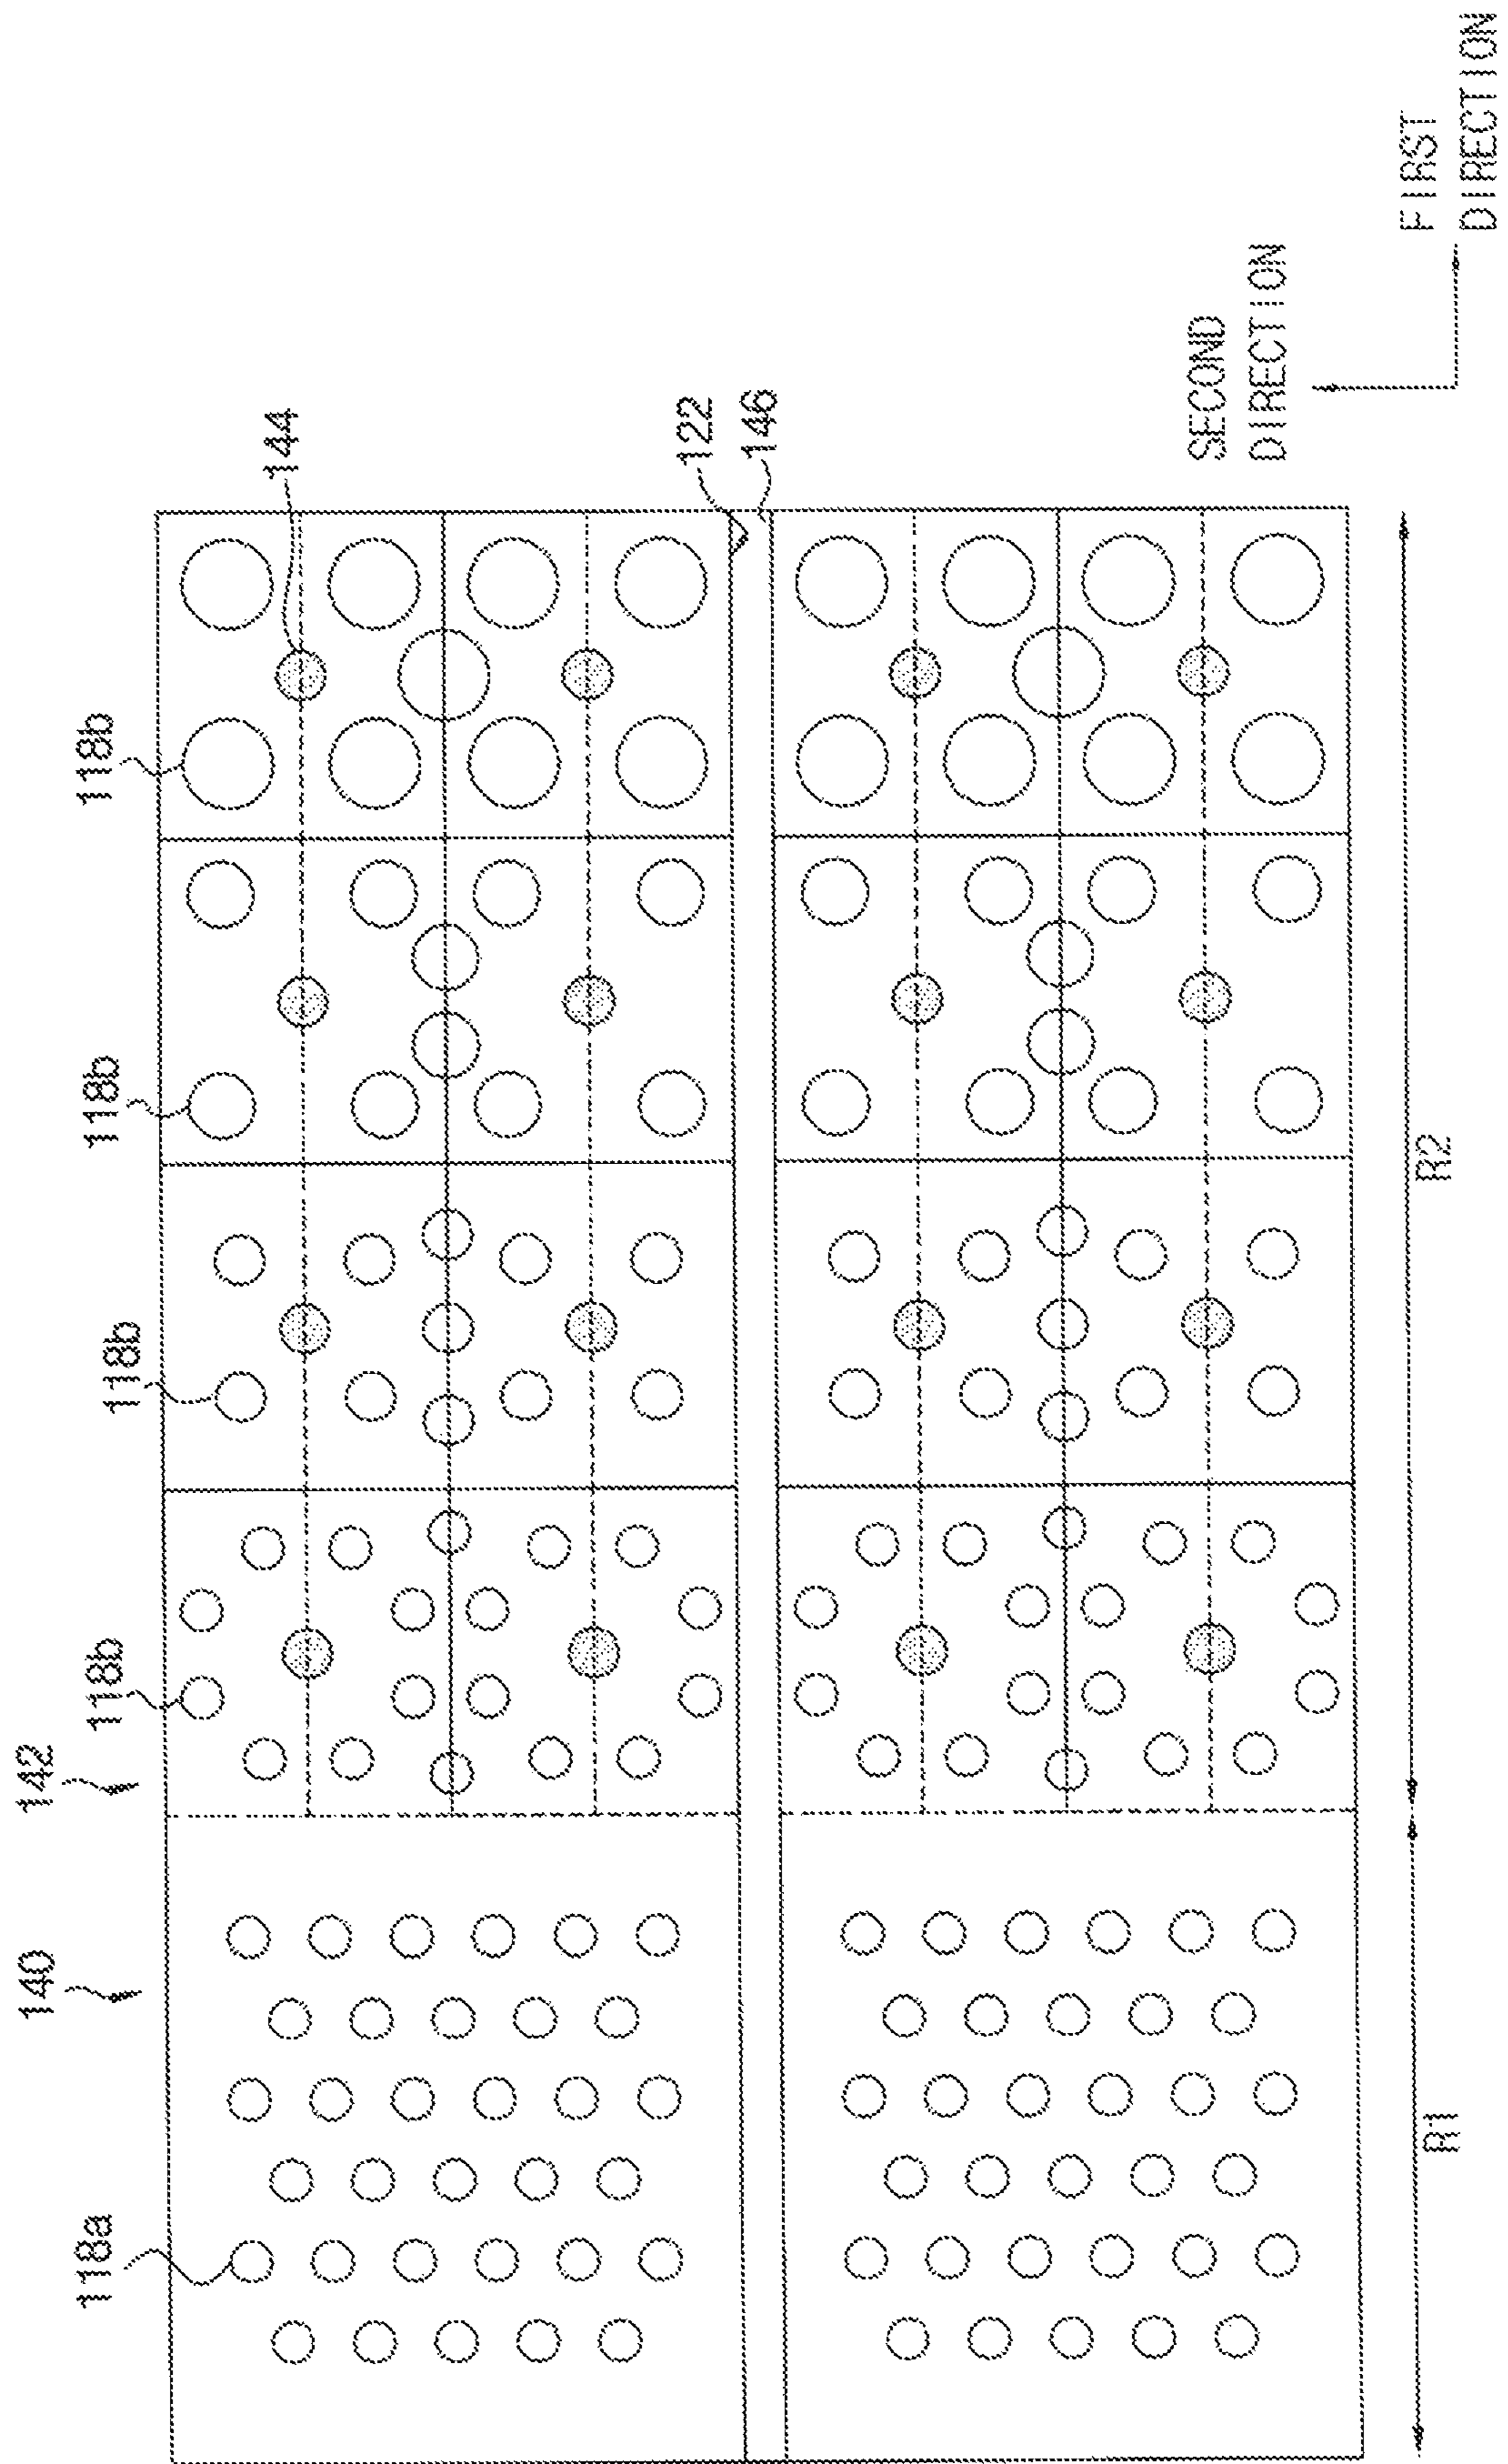 118a
140
142
118b
118b
118b
118b
144
122
146
R1
R2
SECOND
DIRECTION
FIRST
DIRECTION